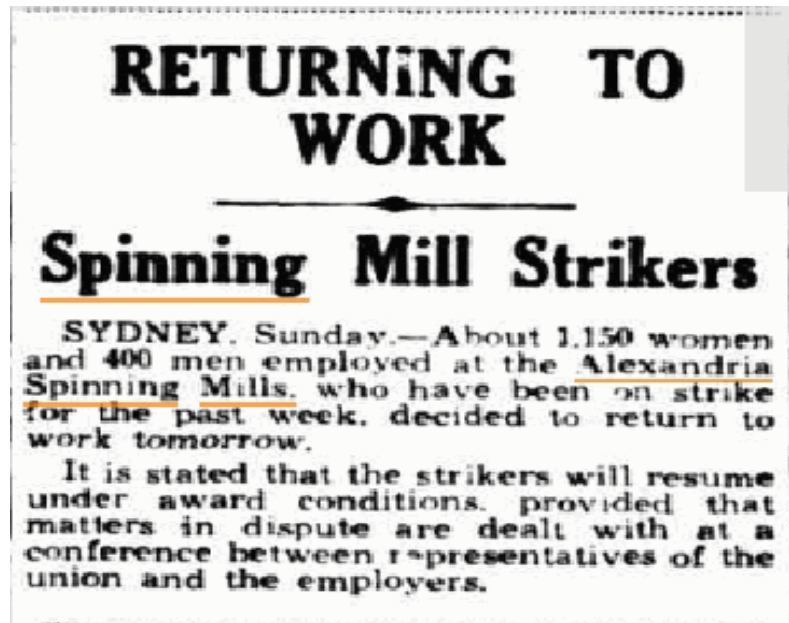 RETURNING TO
WORK
Spinning Mill Strikers
SYDNEY, Sunday.—About 1,150 women
and 400 men employed at the Alexandria
Spinning Mills, who have been on strike
for the past week, decided to return to
work tomorrow.
It is stated that the strikers will resume
under award conditions, provided that
matters in dispute are dealt with at a
conference between representatives of the
union and the employers.